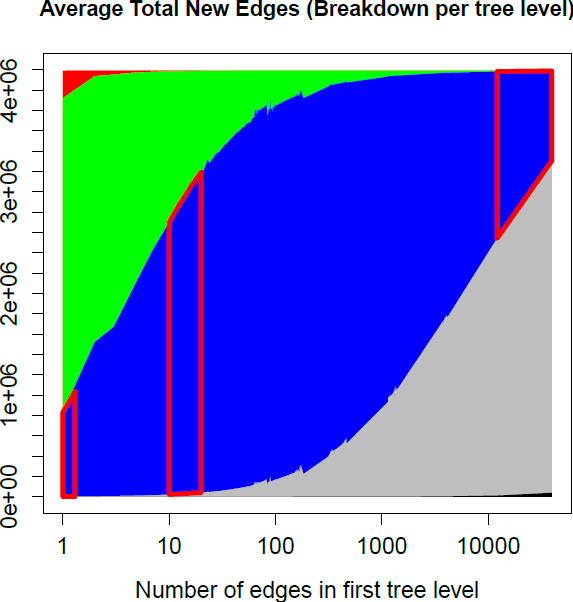 Average Total New Edges (Breakdown per tree level)
4e+06
3e+06
2e+06
1e+06
0e+00
1 10 100 1000 10000
Number of edges in first tree level